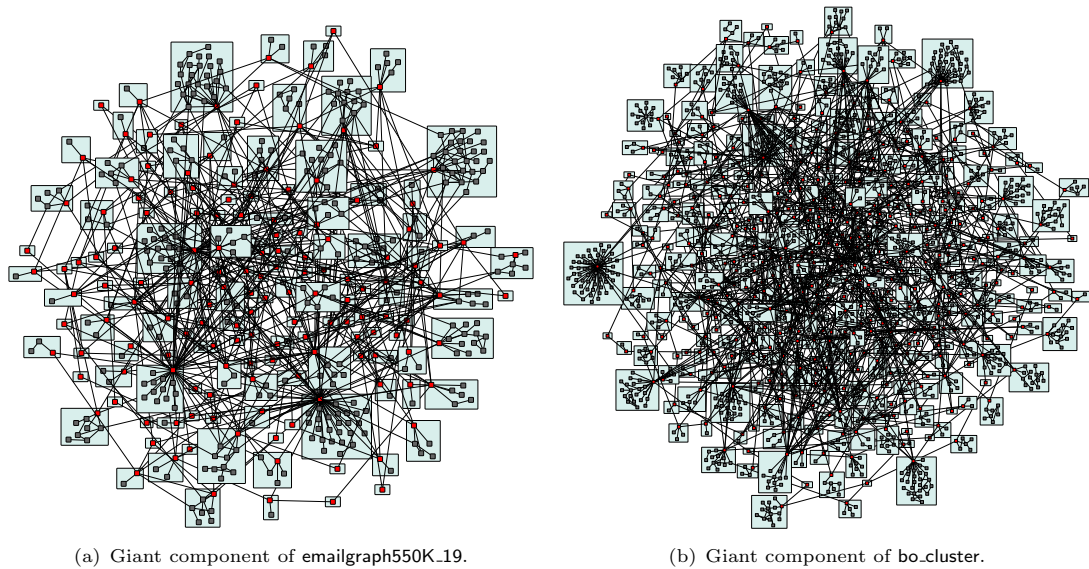 (a) Giant component of emailgraph550K_19.
(b) Giant component of bo_cluster.